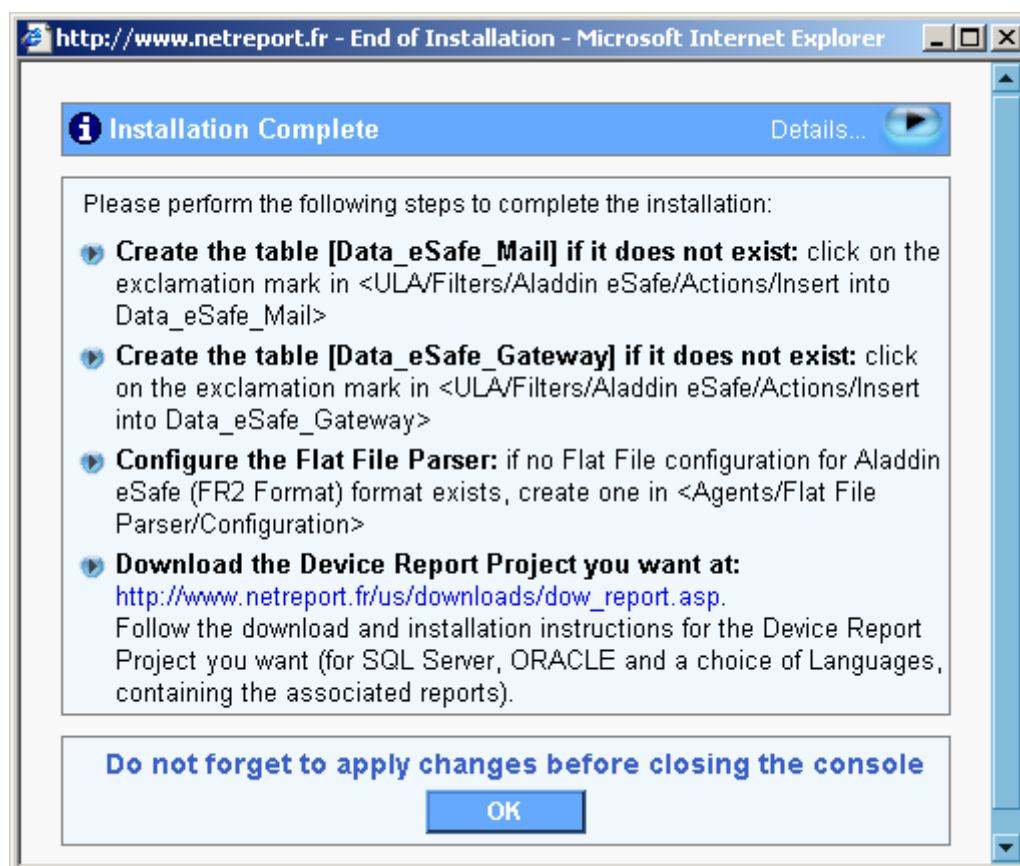 http://www.netreport.fr - End of Installation - Microsoft Internet Explorer
Installation Complete
Details...
Please perform the following steps to complete the installation:
Create the table [Data_eSafe_Mail] if it does not exist: click on the
exclamation mark in <ULA/Filters/Aladdin eSafe/Actions/Insert into
Data_eSafe_Mail>
Create the table [Data_eSafe_Gateway] if it does not exist: click
on the exclamation mark in <ULA/Filters/Aladdin eSafe/Actions/Insert
into Data_eSafe_Gateway>
Configure the Flat File Parser: if no Flat File configuration for Aladdin
eSafe (FR2 Format) format exists, create one in <Agents/Flat File
Parser/Configuration>
Download the Device Report Project you want at:
http://www.netreport.fr/us/downloads/dow_report.asp.
Follow the download and installation instructions for the Device Report
Project you want (for SQL Server, ORACLE and a choice of Languages,
containing the associated reports).
Do not forget to apply changes before closing the console
OK